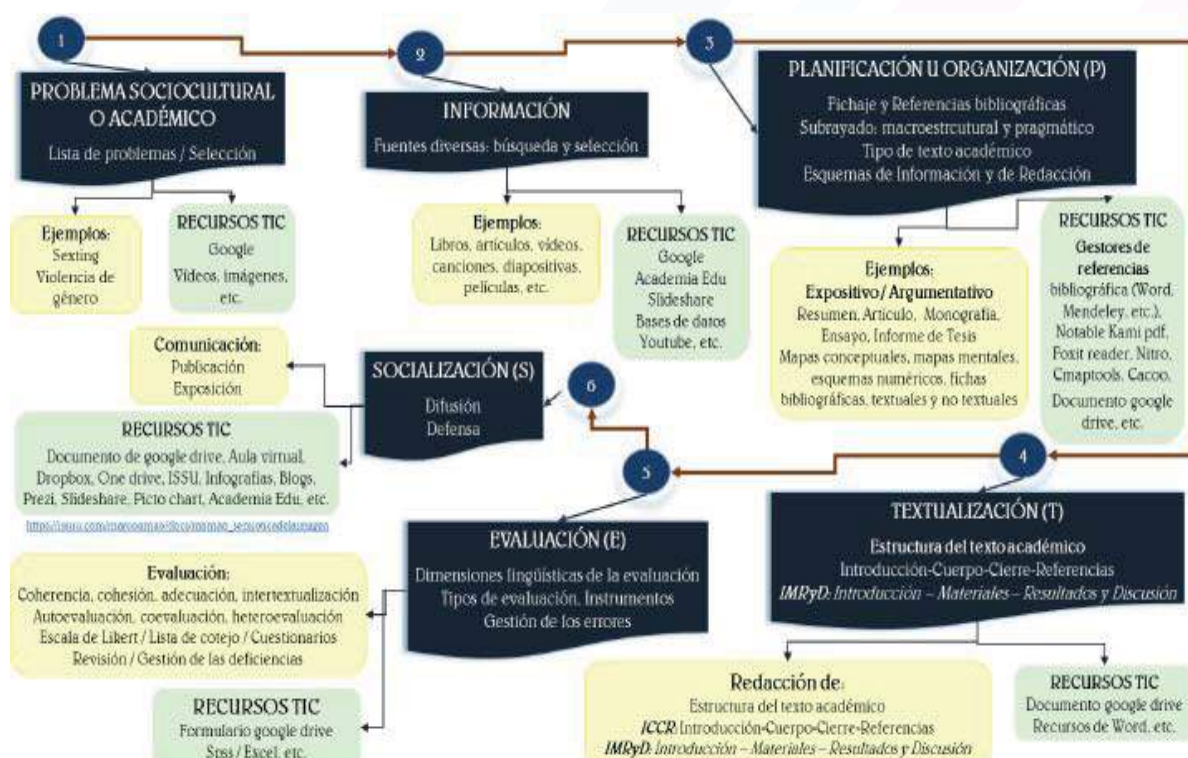 1
PROBLEMA SOCIOCULTURAL
O ACADÉMICO
Lista de problemas / Selección
Ejemplos:
Sexting
Violencia de
género
RECURSOS TIC
Google
Vídeos, imágenes,
etc.
2
INFORMACIÓN
Fuentes diversas: búsqueda y selección
Ejemplos:
Libros, artículos, vídeos,
canciones, diapositivas,
películas, etc.
RECURSOS TIC
Google
Academia Edu
Slideshare
Bases de datos
Youtube, etc.
3
PLANIFICACIÓN U ORGANIZACIÓN (P)
Fichaje y Referencias bibliográficas
Subrayado: macroestrcutural y pragmático
Tipo de texto académico
Esquemas de Información y de Redacción
Ejemplos:
Expositivo / Argumentativo
Resumen, Artículo, Monografía,
Ensayo, Informe de Tesis
Mapas conceptuales, mapas mentales,
esquemas numéricos, fichas
bibliográficas, textuales y no textuales
RECURSOS TIC
Gestores de
referencias
bibliográfica (Word,
Mendeley, etc.),
Notable Kami pdf,
Foxit reader, Nitro,
Cmaptools, Cacoo,
Documento google
drive, etc.
4
TEXTUALIZACIÓN (T)
Estructura del texto académico
Introducción-Cuerpo-Cierre-Referencias
IMRyD: Introducción – Materiales – Resultados y Discusión
Redacción de:
Estructura del texto académico
ICCR: Introducción-Cuerpo-Cierre-Referencias
IMRyD: Introducción – Materiales – Resultados y Discusión
RECURSOS TIC
Documento google drive
Recursos de Word, etc.
5
EVALUACIÓN (E)
Dimensiones lingüísticas de la evaluación
Tipos de evaluación, Instrumentos
Gestión de los errores
Evaluación:
Coherencia, cohesión, adecuación, intertextualización
Autoevaluación, coevaluación, heteroevaluación
Escala de Likert / Lista de cotejo / Cuestionarios
Revisión / Gestión de las deficiencias
RECURSOS TIC
Formulario google drive
Spss / Excel, etc.
6
SOCIALIZACIÓN (S)
Difusión
Defensa
Comunicación:
Publicación
Exposición
RECURSOS TIC
Documento de google drive, Aula virtual,
Dropbox, One drive, ISSU, Infografías, Blogs,
Prezi, Slideshare, Picto chart, Academia Edu, etc.